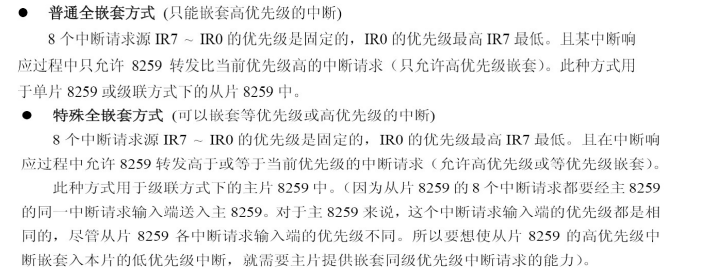 ● 普通全嵌套方式 (只能嵌套高优先级的中断)
8 个中断请求源 IR7 ~ IR0 的优先级是固定的，IR0 的优先级最高 IR7 最低。且某中断响
应过程中只允许 8259 转发比当前优先级高的中断请求（只允许高优先级嵌套）。此种方式用
于单片 8259 或级联方式下的从片 8259 中。
● 特殊全嵌套方式 (可以嵌套等优先级或高优先级的中断)
8 个中断请求源 IR7 ~ IR0 的优先级是固定的，IR0 的优先级最高 IR7 最低。且在中断响
应过程中允许 8259 转发高于或等于当前优先级的中断请求（允许高优先级或等优先级嵌套）。
此种方式用于级联方式下的主片 8259 中。（因为从片 8259 的 8 个中断请求都要经主 8259
的同一中断请求输入端送入主 8259。对于主 8259 来说，这个中断请求输入端的优先级都是相
同的，尽管从片 8259 各中断请求输入端的优先级不同。所以要想使从片 8259 的高优先级中
断嵌套入本片的低优先级中断，就需要主片提供嵌套同级优先级中断请求的能力）。